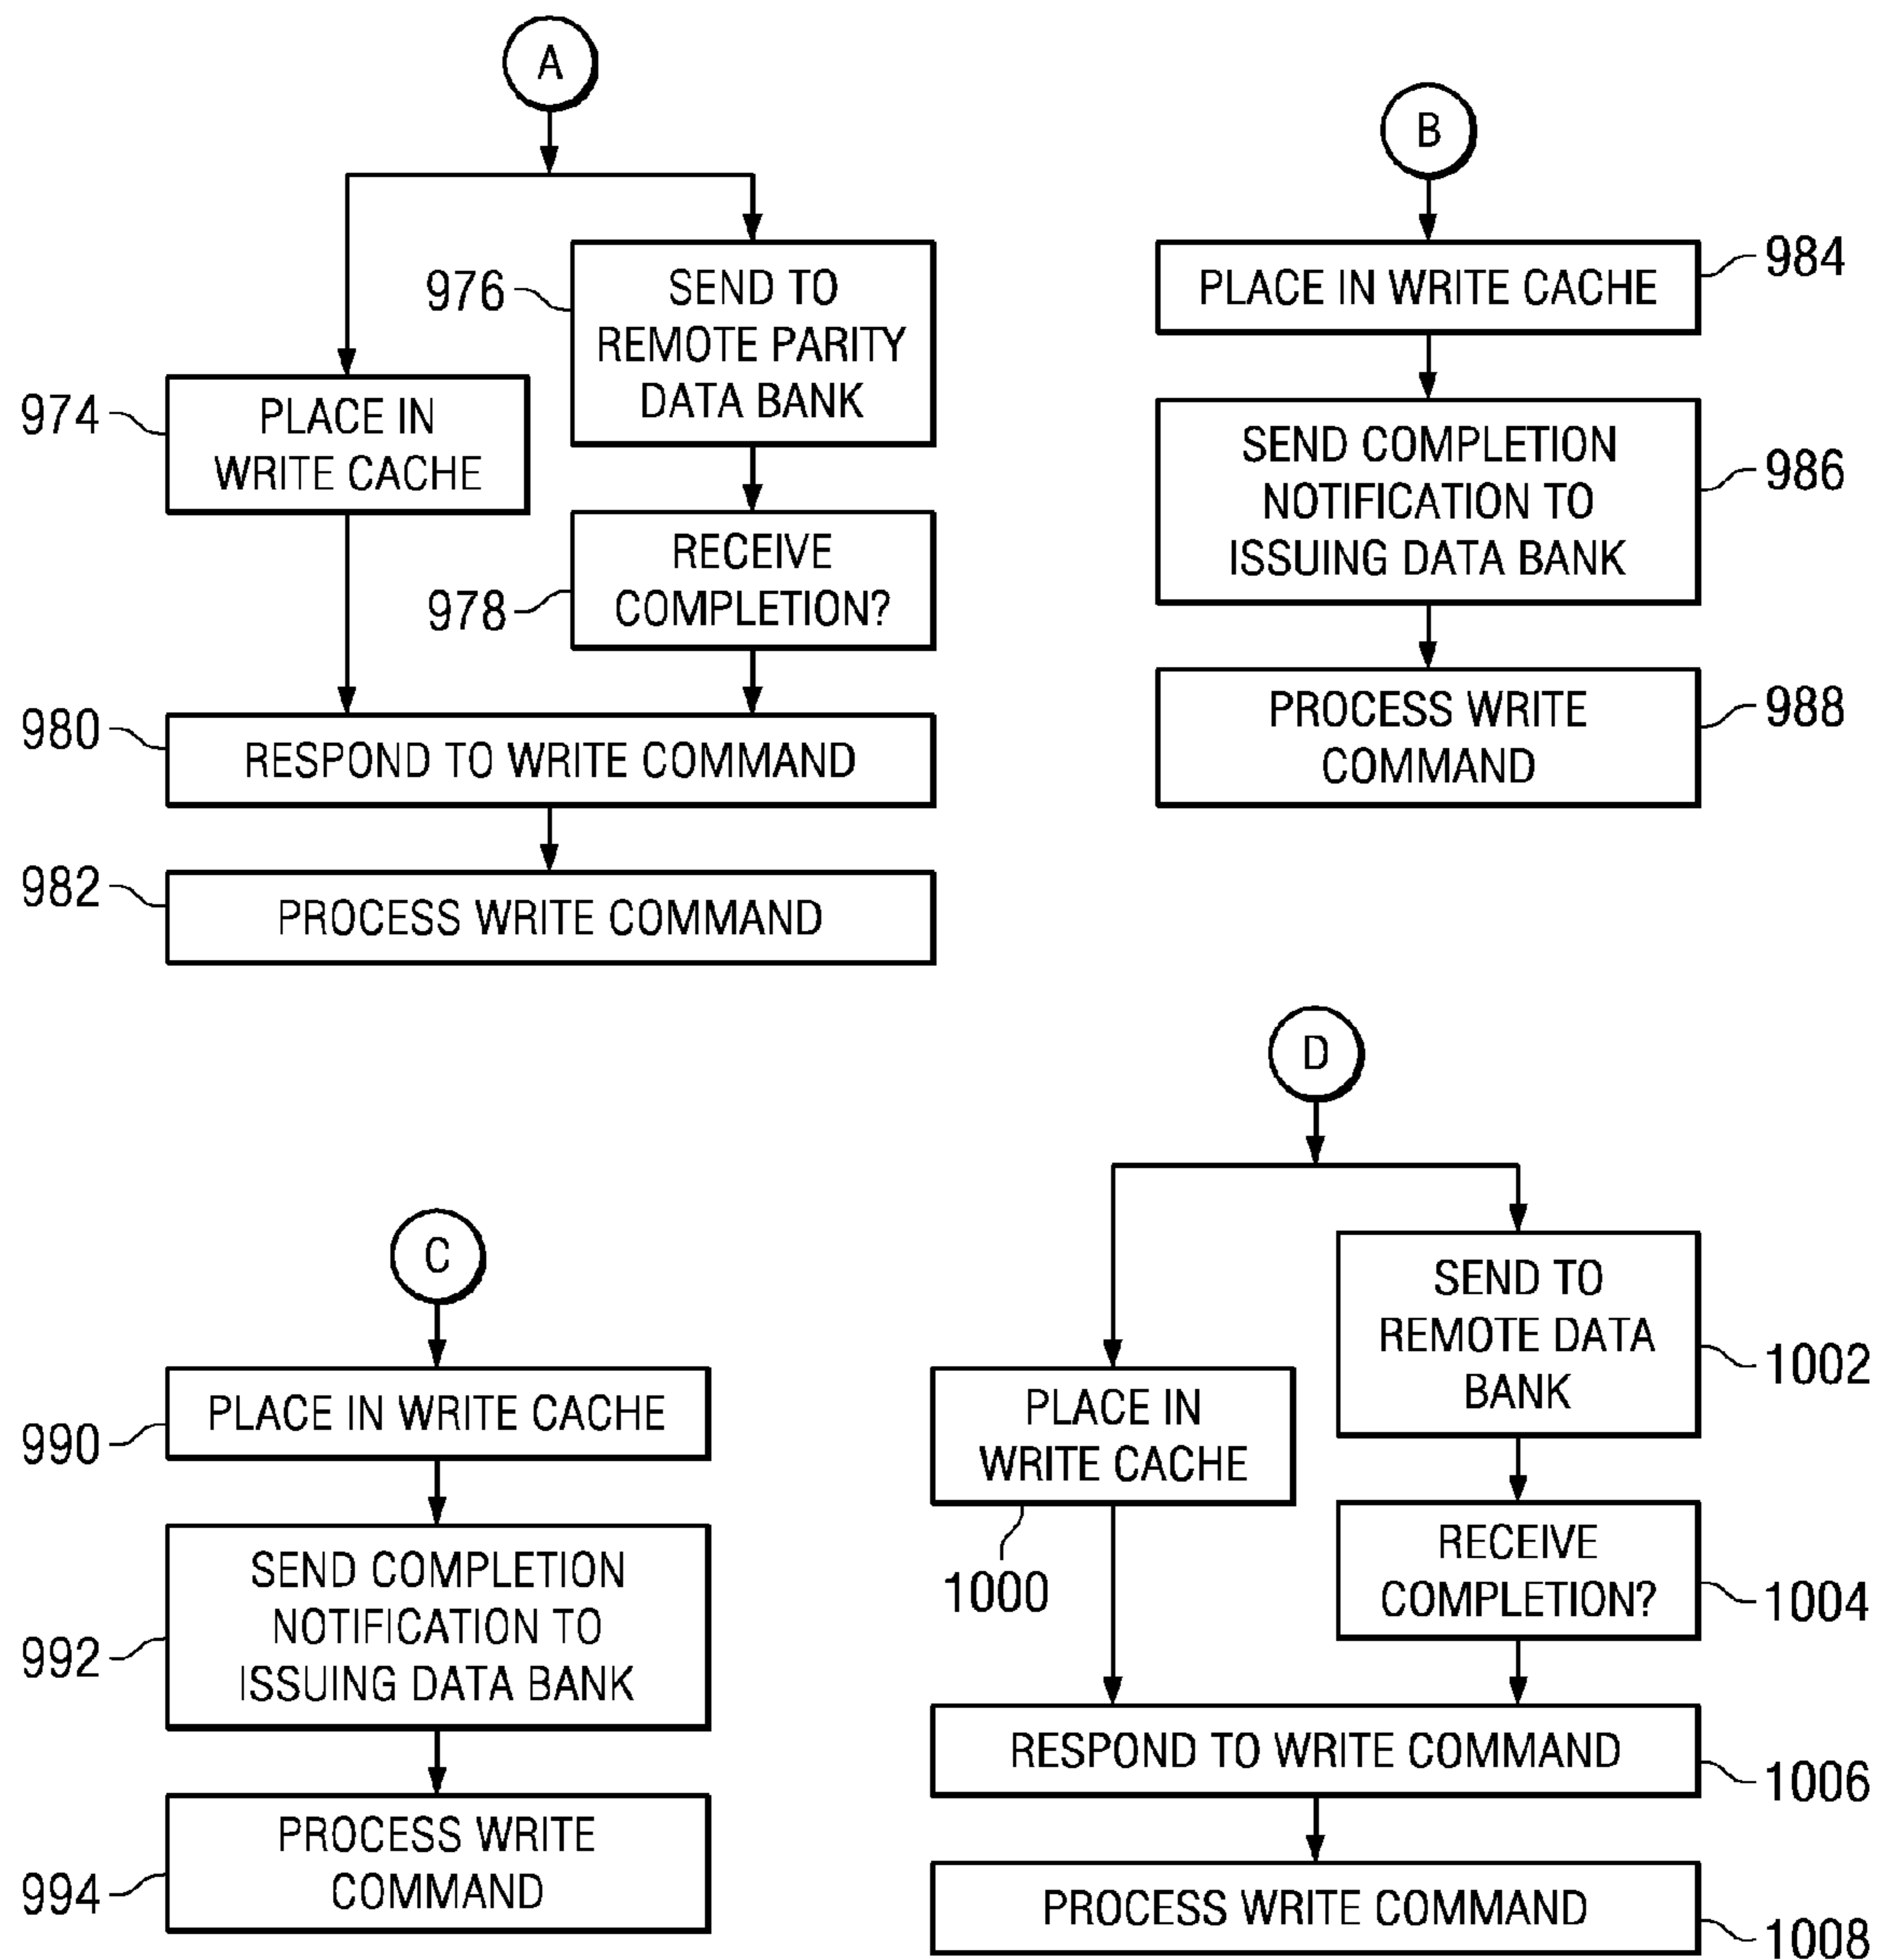 A
976
SEND TO
REMOTE PARITY
DATA BANK
974
PLACE IN
WRITE CACHE
978
RECEIVE
COMPLETION?
980
RESPOND TO WRITE COMMAND
982
PROCESS WRITE COMMAND
B
PLACE IN WRITE CACHE
984
SEND COMPLETION
NOTIFICATION TO
ISSUING DATA BANK
986
PROCESS WRITE
COMMAND
988
C
990
PLACE IN WRITE CACHE
992
SEND COMPLETION
NOTIFICATION TO
ISSUING DATA BANK
994
PROCESS WRITE
COMMAND
D
SEND TO
REMOTE DATA
BANK
1002
PLACE IN
WRITE CACHE
1000
RECEIVE
COMPLETION?
1004
RESPOND TO WRITE COMMAND
1006
PROCESS WRITE COMMAND
1008